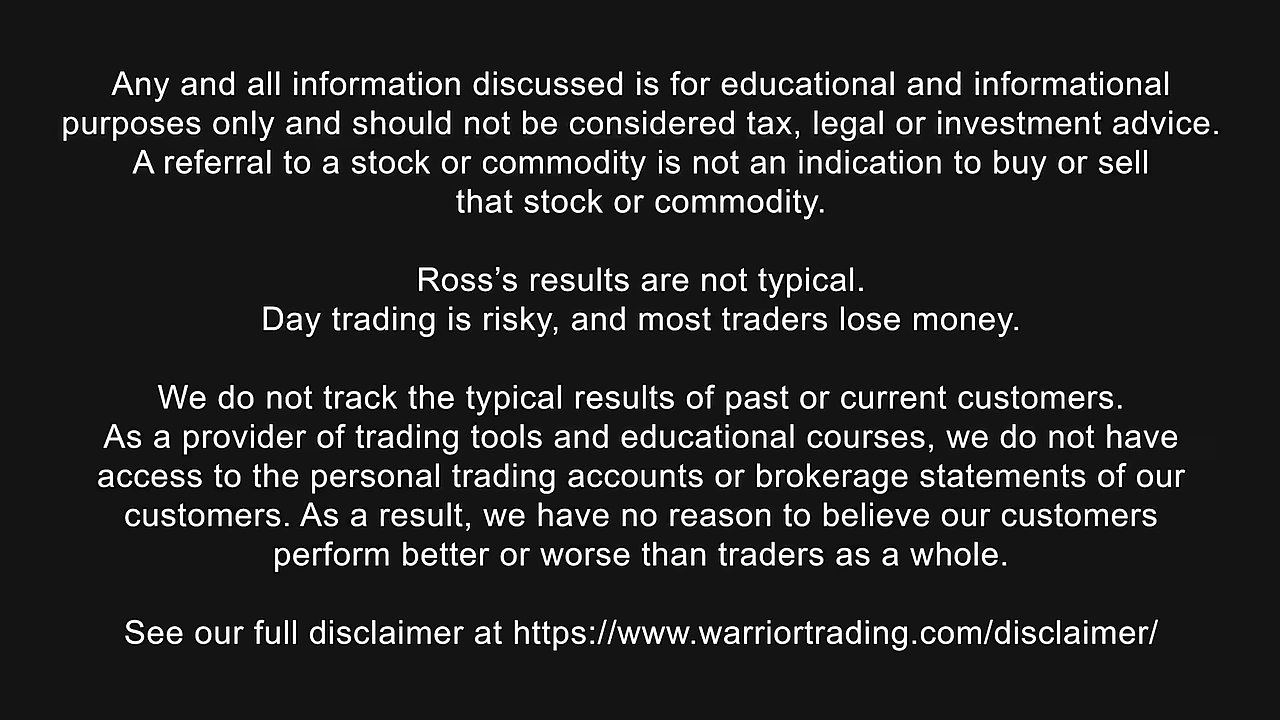 Any and all information discussed is for educational and informational
purposes only and should not be considered tax, legal or investment advice.
A referral to a stock or commodity is not an indication to buy or sell
that stock or commodity.
Ross’s results are not typical.
Day trading is risky, and most traders lose money.
We do not track the typical results of past or current customers.
As a provider of trading tools and educational courses, we do not have
access to the personal trading accounts or brokerage statements of our
customers. As a result, we have no reason to believe our customers
perform better or worse than traders as a whole.
See our full disclaimer at https://www.warriortrading.com/disclaimer/